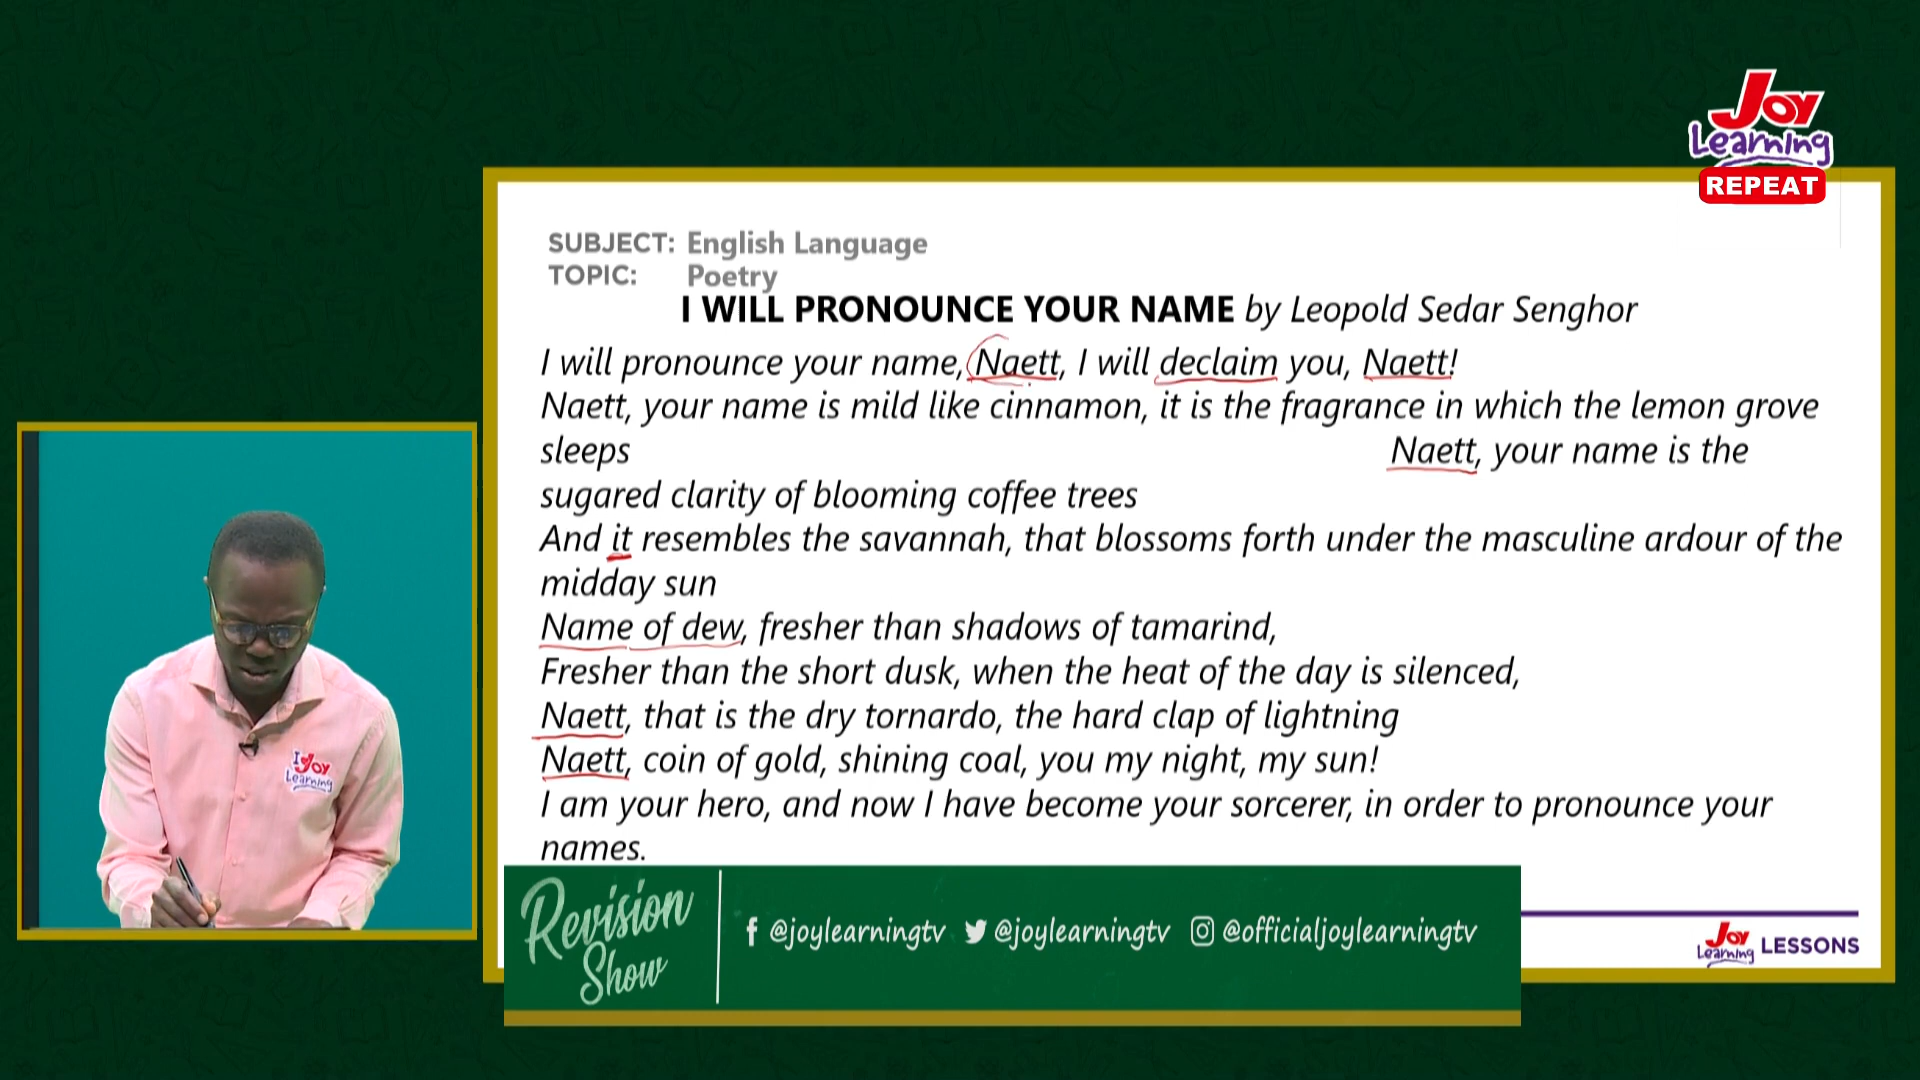 Joy
Learning
REPEAT
SUBJECT: English Language
TOPIC: Poetry
I WILL PRONOUNCE YOUR NAME by Leopold Sedar Senghor
I will pronounce your name, Naett, I will declaim you, Naett!
Naett, your name is mild like cinnamon, it is the fragrance in which the lemon grove
sleeps Naett, your name is the
sugared clarity of blooming coffee trees
And it resembles the savannah, that blossoms forth under the masculine ardour of the
midday sun
Name of dew, fresher than shadows of tamarind,
Fresher than the short dusk, when the heat of the day is silenced,
Naett, that is the dry tornardo, the hard clap of lightning
Naett, coin of gold, shining coal, you my night, my sun!
I am your hero, and now I have become your sorcerer, in order to pronounce your
names.
I Joy
Learning
Revision
Show
@joylearningtv @joylearningtv @officialjoylearningtv
Joy
Learning LESSONS